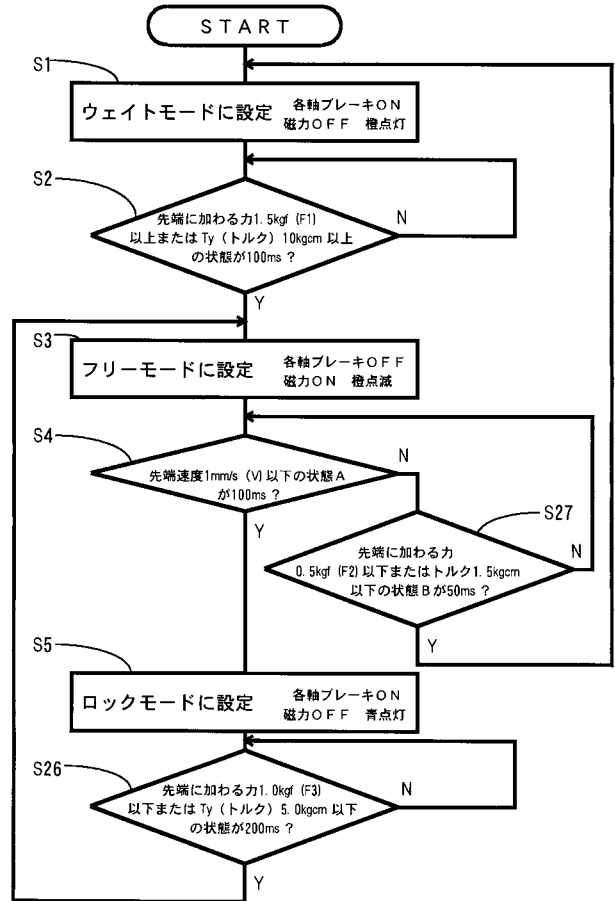 START
S1
ウェイトモードに設定 各軸ブレーキON
磁力OFF 橙点灯
S2
先端に加わる力1.5kgf (F1)
以上または Ty (トルク) 10kgcm 以上
の状態が100ms ?
N
Y
S3
フリーモードに設定 各軸ブレーキOFF
磁力ON 橙点滅
S4
先端速度1mm/s (V) 以下の状態A
が100ms ?
N
Y
S27
先端に加わる力
0.5kgf (F2) 以下またはトルク1.5kgcm
以下の状態Bが50ms ?
N
Y
S5
ロックモードに設定 各軸ブレーキON
磁力OFF 青点灯
S26
先端に加わる力1.0kgf (F3)
以下または Ty (トルク) 5.0kgcm 以下
の状態が200ms ?
N
Y